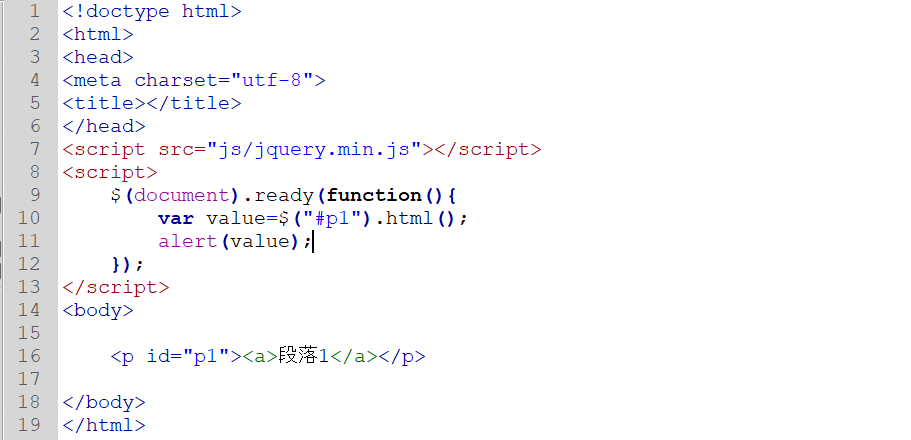 1 <!doctype html>
2 <html>
3 <head>
4 <meta charset="utf-8">
5 <title></title>
6 </head>
7 <script src="js/jquery.min.js"></script>
8 <script>
9     $(document).ready(function(){
10         var value=$("#p1").html();
11         alert(value);
12     });
13 </script>
14 <body>
15
16     <p id="p1"><a>段落1</a></p>
17
18 </body>
19 </html>